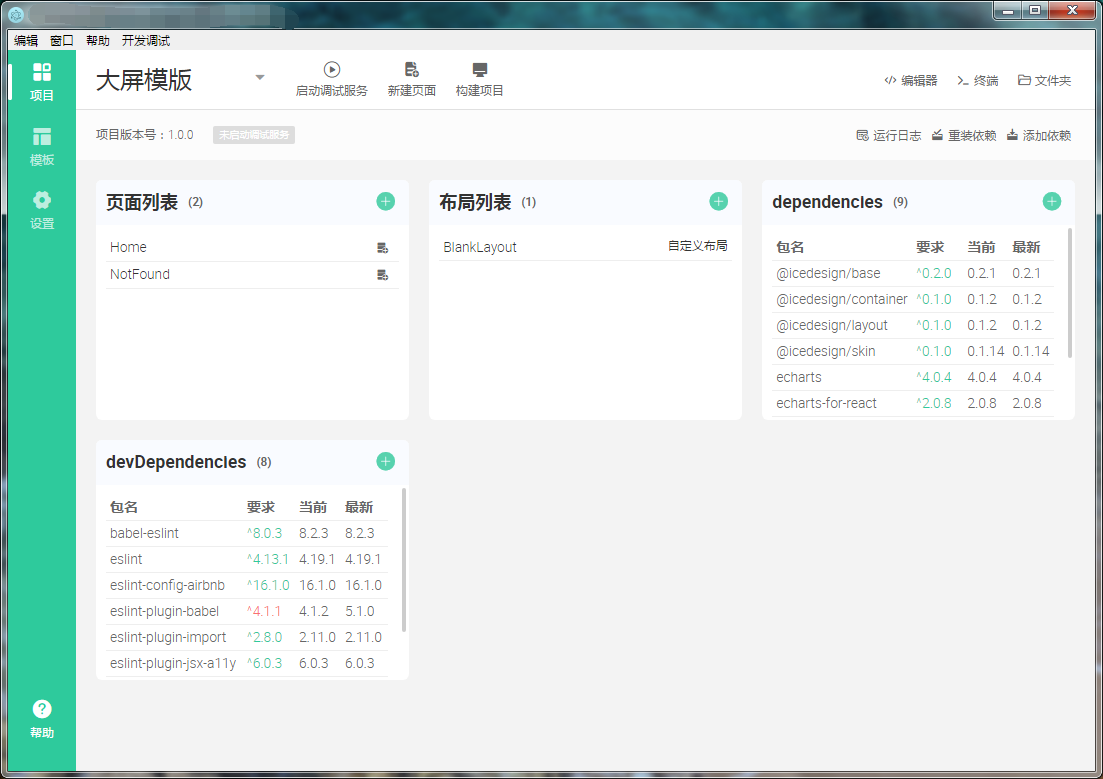 编辑 窗口 帮助 开发调试
项目
模板
设置
帮助
大屏模版
启动调试服务 新建页面 构建项目
编辑器 终端 文件夹
项目版本号：1.0.0 未启动调试服务
运行日志 重装依赖 添加依赖
页面列表 (2)
Home
NotFound
布局列表 (1)
BlankLayout 自定义布局
dependencies (9)
包名 要求 当前 最新
@icedesign/base ^0.2.0 0.2.1 0.2.1
@icedesign/container ^0.1.0 0.1.2 0.1.2
@icedesign/layout ^0.1.0 0.1.2 0.1.2
@icedesign/skin ^0.1.0 0.1.14 0.1.14
echarts ^4.0.4 4.0.4 4.0.4
echarts-for-react ^2.0.8 2.0.8 2.0.8
devDependencies (8)
包名 要求 当前 最新
babel-eslint ^8.0.3 8.2.3 8.2.3
eslint ^4.13.1 4.19.1 4.19.1
eslint-config-airbnb ^16.1.0 16.1.0 16.1.0
eslint-plugin-babel ^4.1.1 4.1.2 5.1.0
eslint-plugin-import ^2.8.0 2.11.0 2.11.0
eslint-plugin-jsx-a11y ^6.0.3 6.0.3 6.0.3